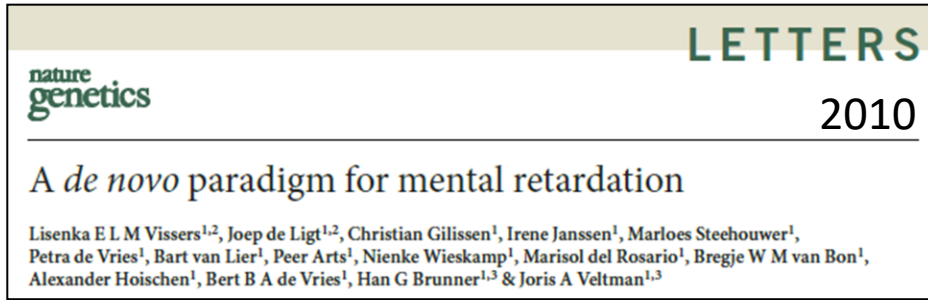 LETTERS
nature
genetics
2010
A de novo paradigm for mental retardation
Lisenka E L M Vissers1,2, Joep de Ligt1,2, Christian Gilissen1, Irene Janssen1, Marloes Steehouwer1,
Petra de Vries1, Bart van Lier1, Peer Arts1, Nienke Wieskamp1, Marisol del Rosario1, Bregje W M van Bon1,
Alexander Hoischen1, Bert B A de Vries1, Han G Brunner1,3 & Joris A Veltman1,3